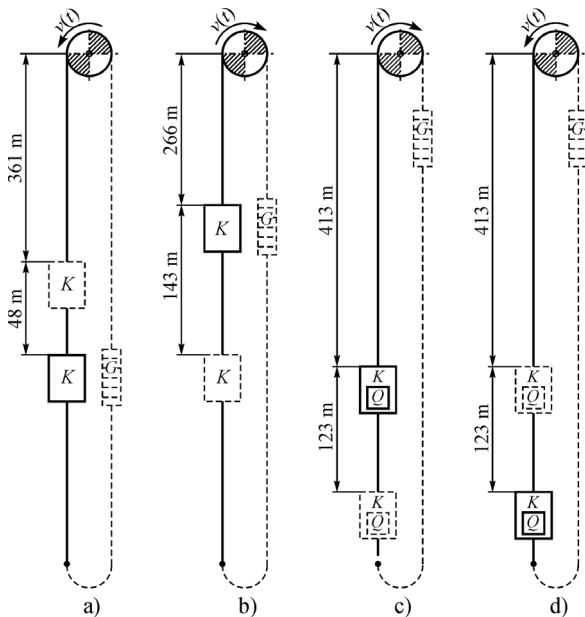 v(t)
361 m
48 m
K
K
G
a)
v(t)
266 m
143 m
K
K
G
b)
v(t)
413 m
123 m
G
K
Q
K
Q
c)
v(t)
413 m
123 m
G
K
Q
K
Q
d)